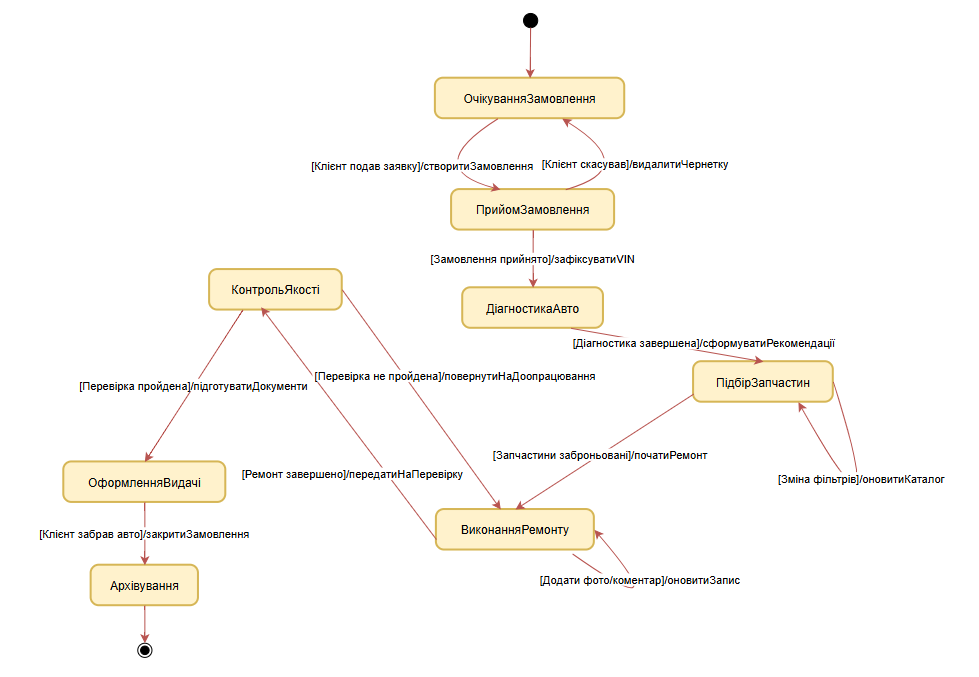 ОчікуванняЗамовлення
[Клієнт подав заявку]/створитиЗамовлення
[Клієнт скасував]/видалитиЧернетку
ПрийомЗамовлення
[Замовлення прийнято]/зафіксуватиVIN
КонтрольЯкості
ДіагностикаАвто
[Діагностика завершена]/сформуватиРекомендації
[Перевірка пройдена]/підготуватиДокументи
[Перевірка не пройдена]/повернутиНаДоопрацювання
ПідбірЗапчастин
[Запчастини заброньовані]/початиРемонт
[Ремонт завершено]/передатиНаПеревірку
[Зміна фільтрів]/оновитиКаталог
ОформленняВидачі
ВиконанняРемонту
[Клієнт забрав авто]/закритиЗамовлення
[Додати фото/коментар]/оновитиЗапис
Архівування